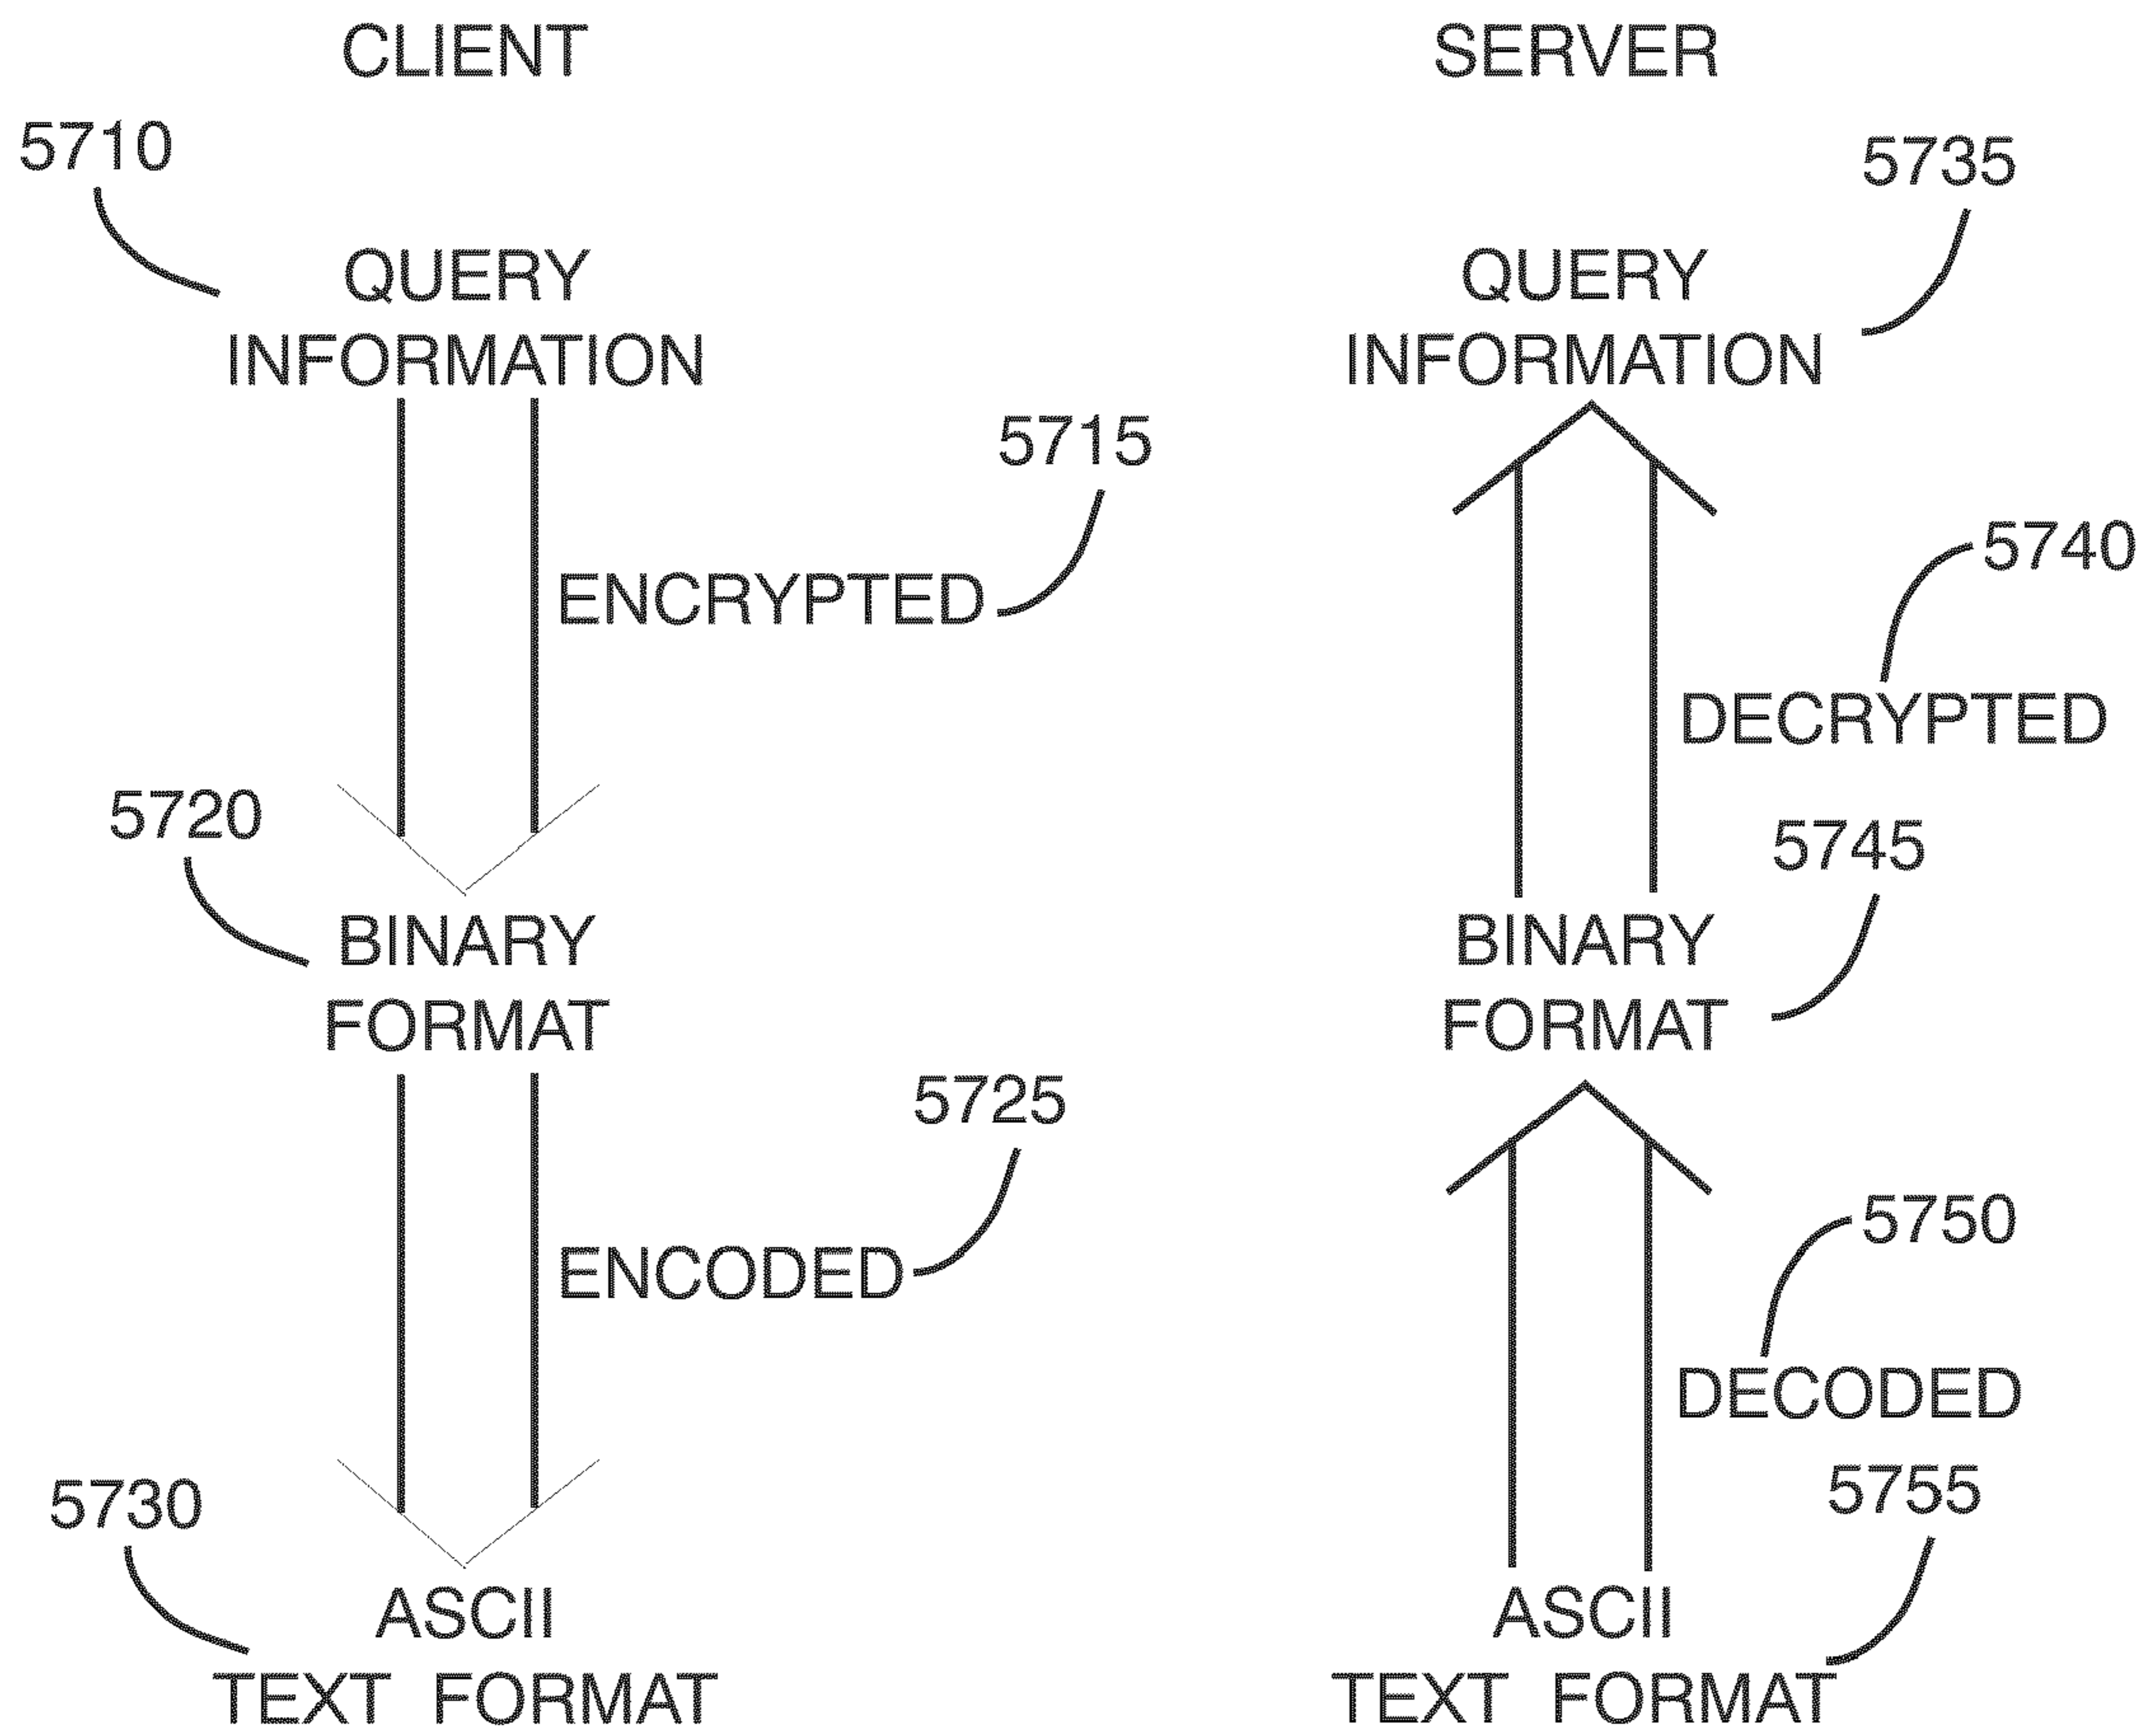 CLIENT
5710
QUERY
INFORMATION
5715
ENCRYPTED
5720
BINARY
FORMAT
5725
ENCODED
5730
ASCII
TEXT FORMAT
SERVER
5735
QUERY
INFORMATION
5740
DECRYPTED
5745
BINARY
FORMAT
5750
DECODED
5755
ASCII
TEXT FORMAT